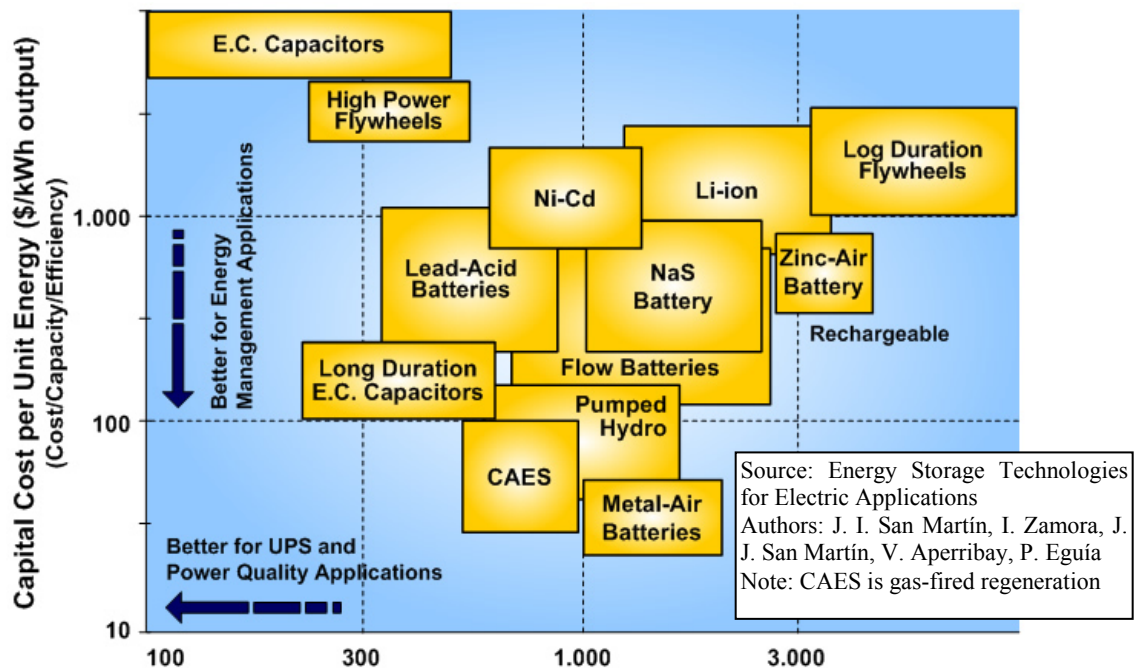 Capital Cost per Unit Energy ($/kWh output)
(Cost/Capacity/Efficiency)
E.C. Capacitors
High Power
Flywheels
Log Duration
Flywheels
Li-ion
Ni-Cd
1.000
Better for Energy
Management Applications
Lead-Acid
Batteries
NaS
Battery
Zinc-Air
Battery
Rechargeable
Long Duration
E.C. Capacitors
Flow Batteries
Pumped
Hydro
100
CAES
Metal-Air
Batteries
Better for UPS and
Power Quality Applications
Source: Energy Storage Technologies
for Electric Applications
Authors: J. I. San Martín, I. Zamora, J.
J. San Martín, V. Aperribay, P. Eguía
Note: CAES is gas-fired regeneration
10
100
300
1.000
3.000